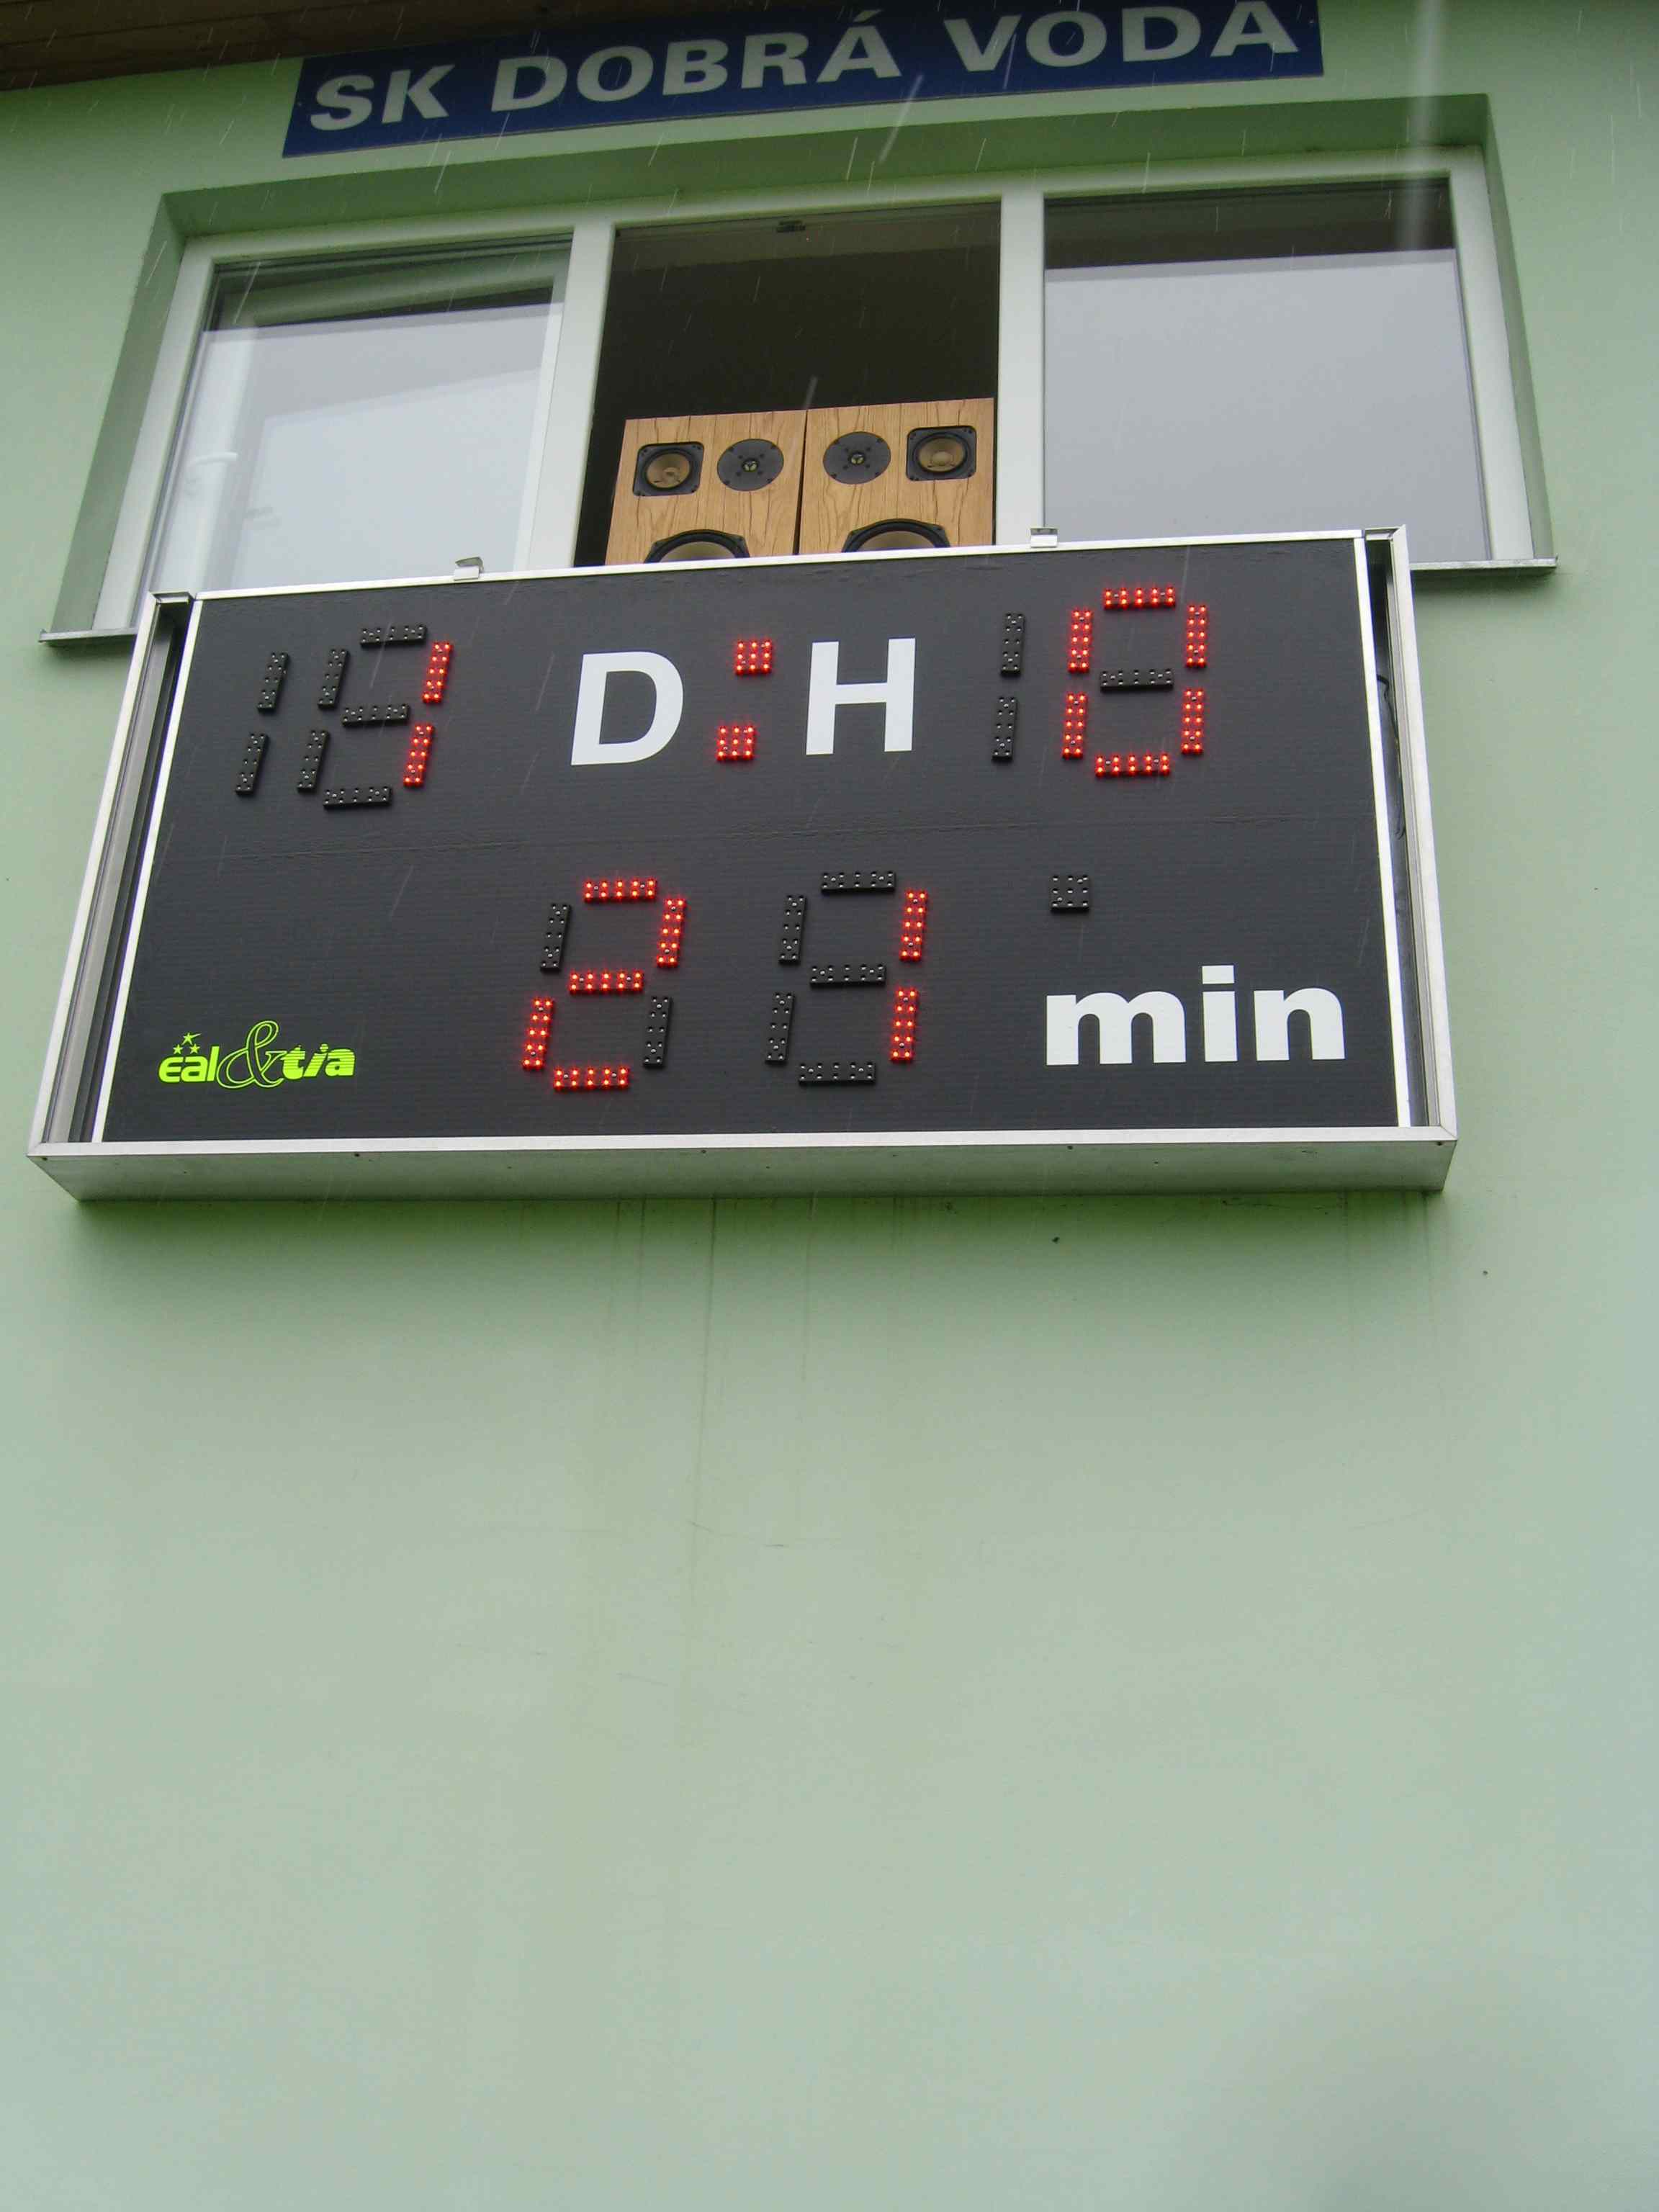 SK DOBRÁ VODA
1 D : H 0
21 min
eal&tia